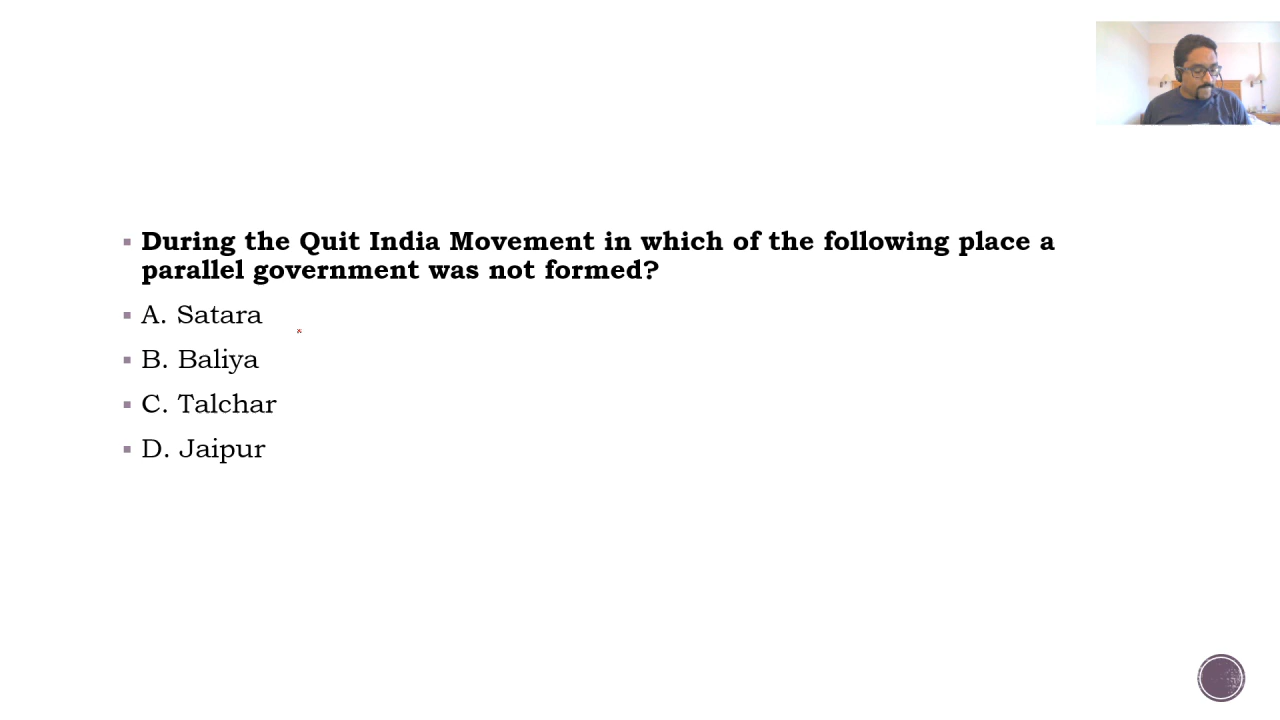 During the Quit India Movement in which of the following place a
parallel government was not formed?
A. Satara
B. Baliya
C. Talchar
D. Jaipur